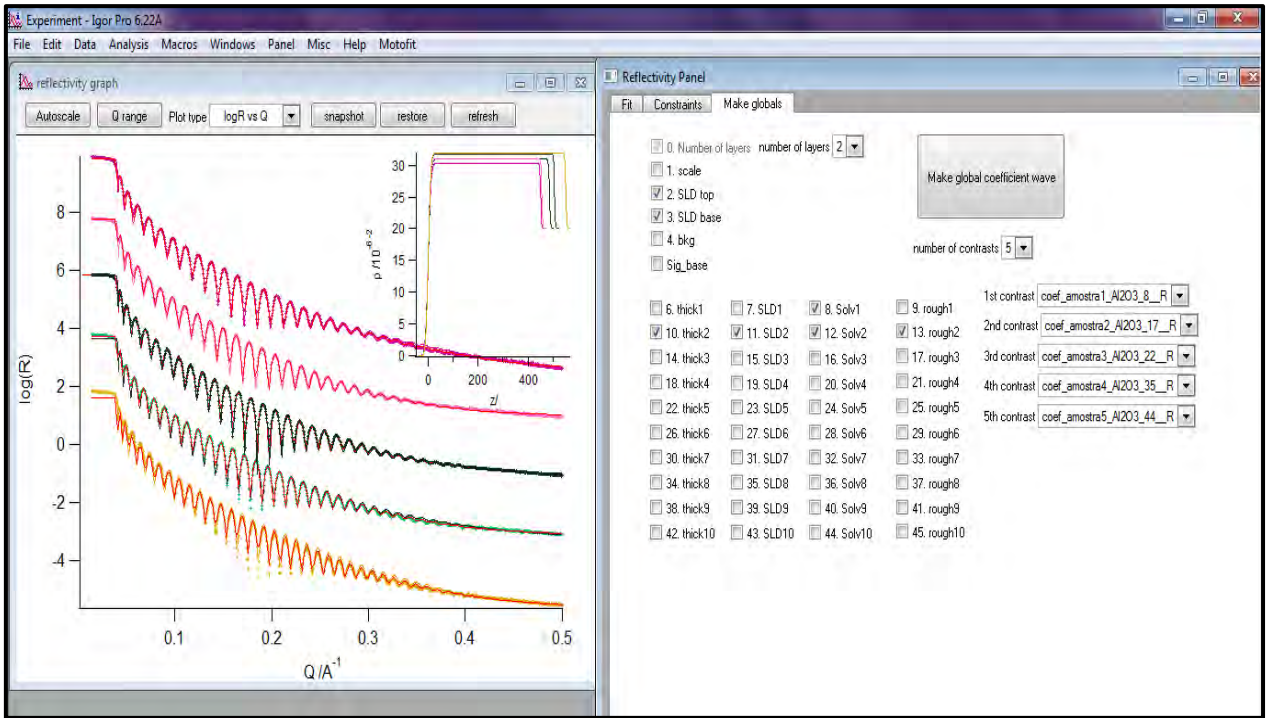 Experiment - Igor Pro 6.22A
File Edit Data Analysis Macros Windows Panel Misc Help Motofit
reflectivity graph
Autoscale Q range Plot type logR vs Q snapshot restore refresh
8
6
4
2
0
-2
-4
log(R)
0.1 0.2 0.3 0.4 0.5
Q /A-1
30
25
20
15
10
5
0
ρ /10-6 -2
0 200 400
z/
Reflectivity Panel
Fit Constraints Make globals
0. Number of layers number of layers 2
1. scale
2. SLD top
3. SLD base
4. bkg
Sig_base
Make global coefficient wave
number of contrasts 5
6. thick1 7. SLD1 8. Solv1 9. rough1
10. thick2 11. SLD2 12. Solv2 13. rough2
14. thick3 15. SLD3 16. Solv3 17. rough3
18. thick4 19. SLD4 20. Solv4 21. rough4
22. thick5 23. SLD5 24. Solv5 25. rough5
26. thick6 27. SLD6 28. Solv6 29. rough6
30. thick7 31. SLD7 32. Solv7 33. rough7
34. thick8 35. SLD8 36. Solv8 37. rough8
38. thick9 39. SLD9 40. Solv9 41. rough9
42. thick10 43. SLD10 44. Solv10 45. rough10
1st contrast coef_amostra1_Al2O3_8__R
2nd contrast coef_amostra2_Al2O3_17__R
3rd contrast coef_amostra3_Al2O3_22__R
4th contrast coef_amostra4_Al2O3_35__R
5th contrast coef_amostra5_Al2O3_44__R